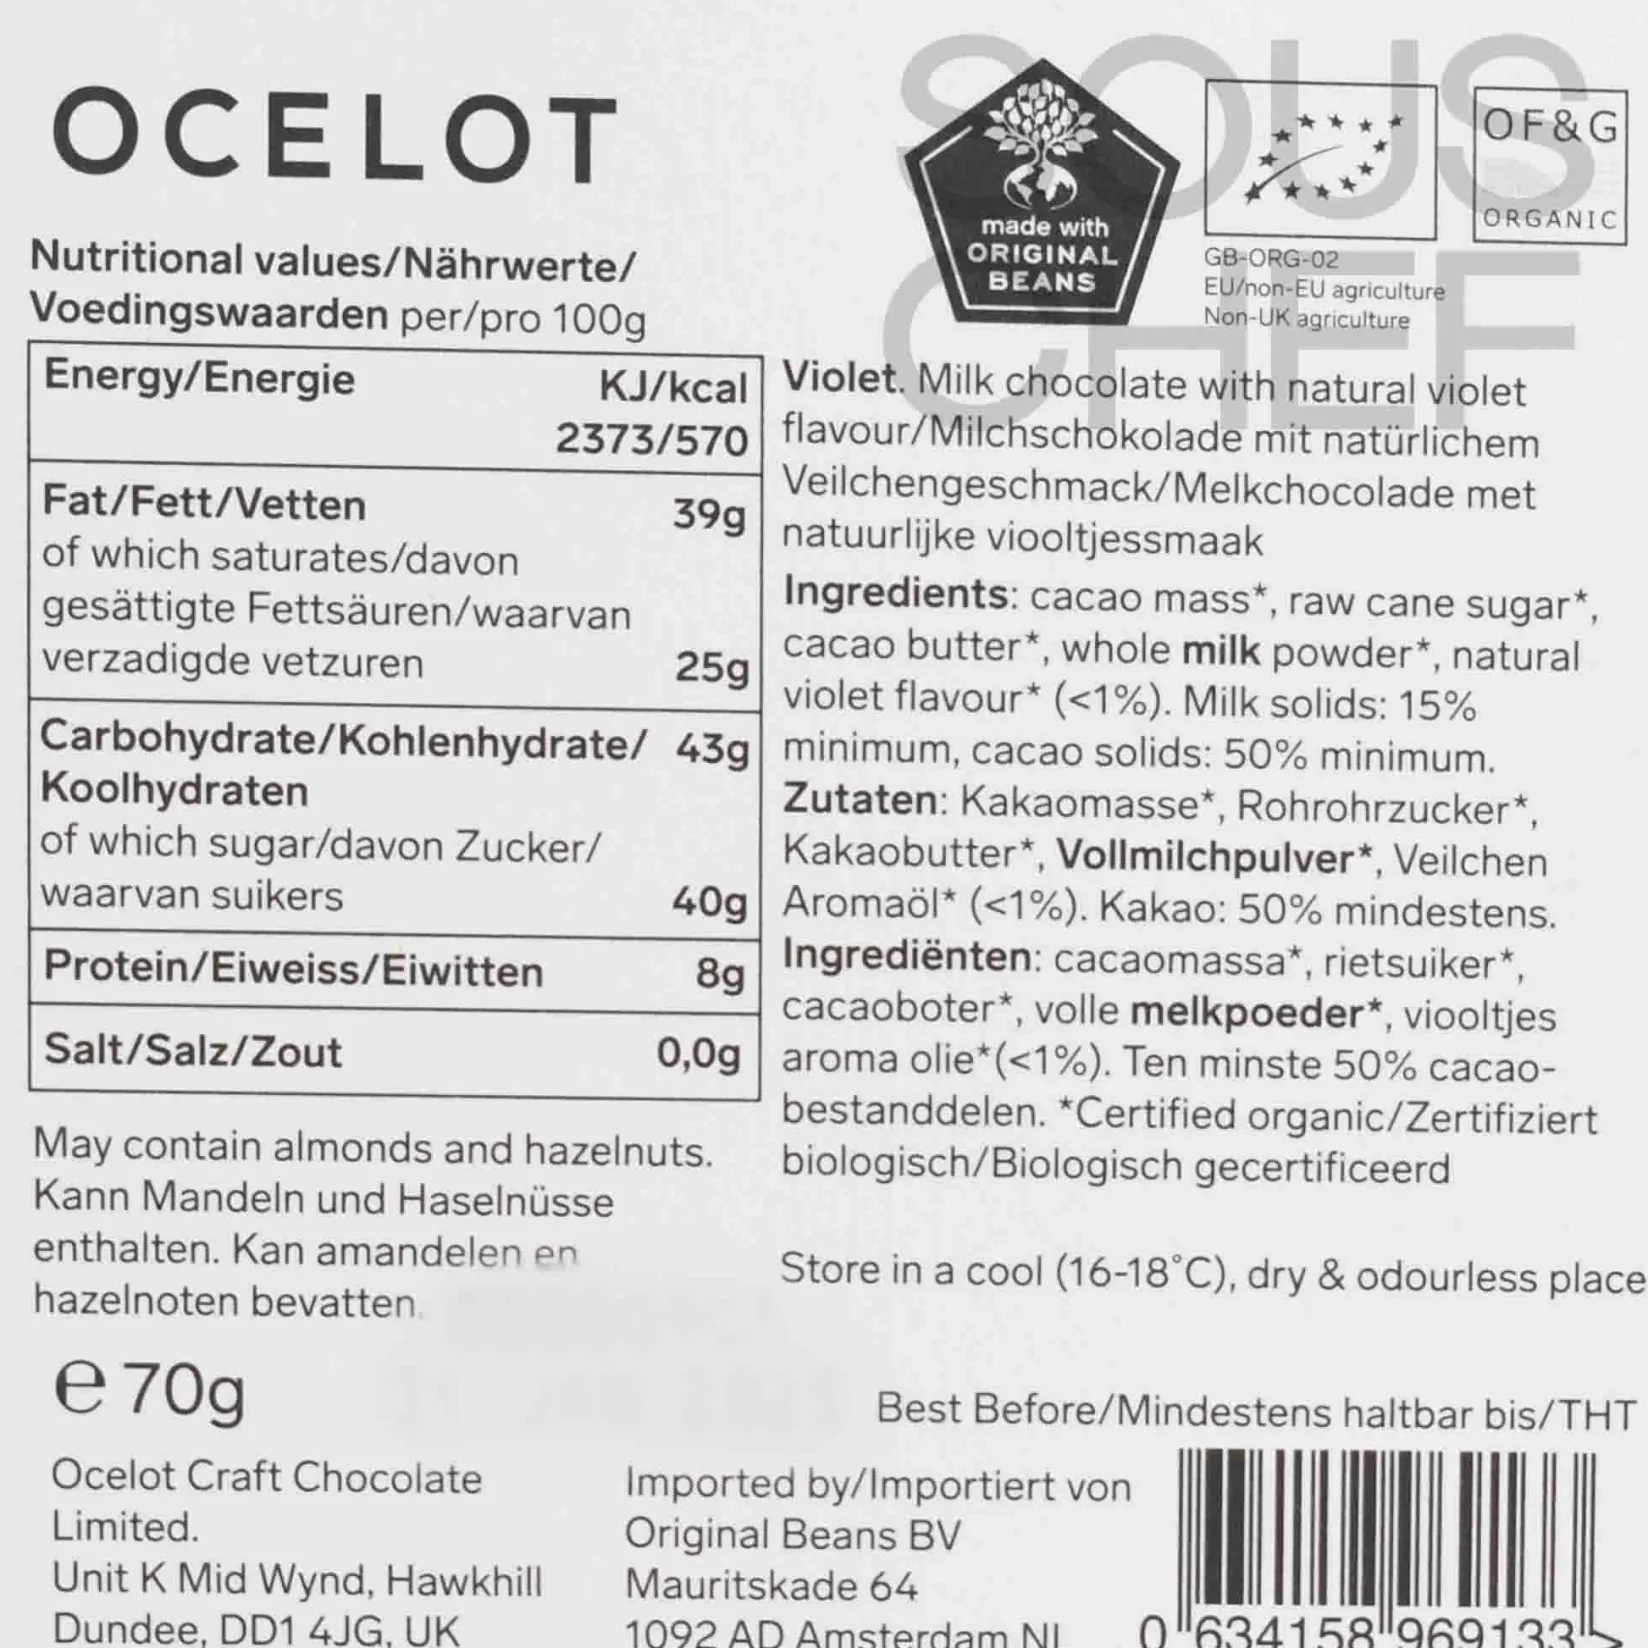 OCELOT
Nutritional values/Nährwerte/
Voedingswaarden per/pro 100g
Energy/Energie KJ/kcal
2373/570
Fat/Fett/Vetten 39g
of which saturates/davon
gesättigte Fettsäuren/waarvan
verzadigde vetzuren 25g
Carbohydrate/Kohlenhydrate/ 43g
Koolhydraten
of which sugar/davon Zucker/
waarvan suikers 40g
Protein/Eiweiss/Eiwitten 8g
Salt/Salz/Zout 0,0g
May contain almonds and hazelnuts.
Kann Mandeln und Haselnüsse
enthalten. Kan amandelen en
hazelnoten bevatten.
e 70g
Ocelot Craft Chocolate
Limited.
Unit K Mid Wynd, Hawkhill
Dundee, DD1 4JG, UK
SOUS
CHEF
made with
ORIGINAL
BEANS
GB-ORG-02
EU/non-EU agriculture
Non-UK agriculture
OF&G
ORGANIC
Violet. Milk chocolate with natural violet
flavour/Milchschokolade mit natürlichem
Veilchengeschmack/Melkchocolade met
natuurlijke viooltjessmaak
Ingredients: cacao mass*, raw cane sugar*,
cacao butter*, whole milk powder*, natural
violet flavour* (<1%). Milk solids: 15%
minimum, cacao solids: 50% minimum.
Zutaten: Kakaomasse*, Rohrohrzucker*,
Kakaobutter*, Vollmilchpulver*, Veilchen
Aromaöl* (<1%). Kakao: 50% mindestens.
Ingrediënten: cacaomassa*, rietsuiker*,
cacaoboter*, volle melkpoeder*, viooltjes
aroma olie*(<1%). Ten minste 50% cacao-
bestanddelen. *Certified organic/Zertifiziert
biologisch/Biologisch gecertificeerd
Store in a cool (16-18°C), dry & odourless place
Best Before/Mindestens haltbar bis/THT
Imported by/Importiert von
Original Beans BV
Mauritskade 64
1092 AD Amsterdam NL
0 634158 969133 >